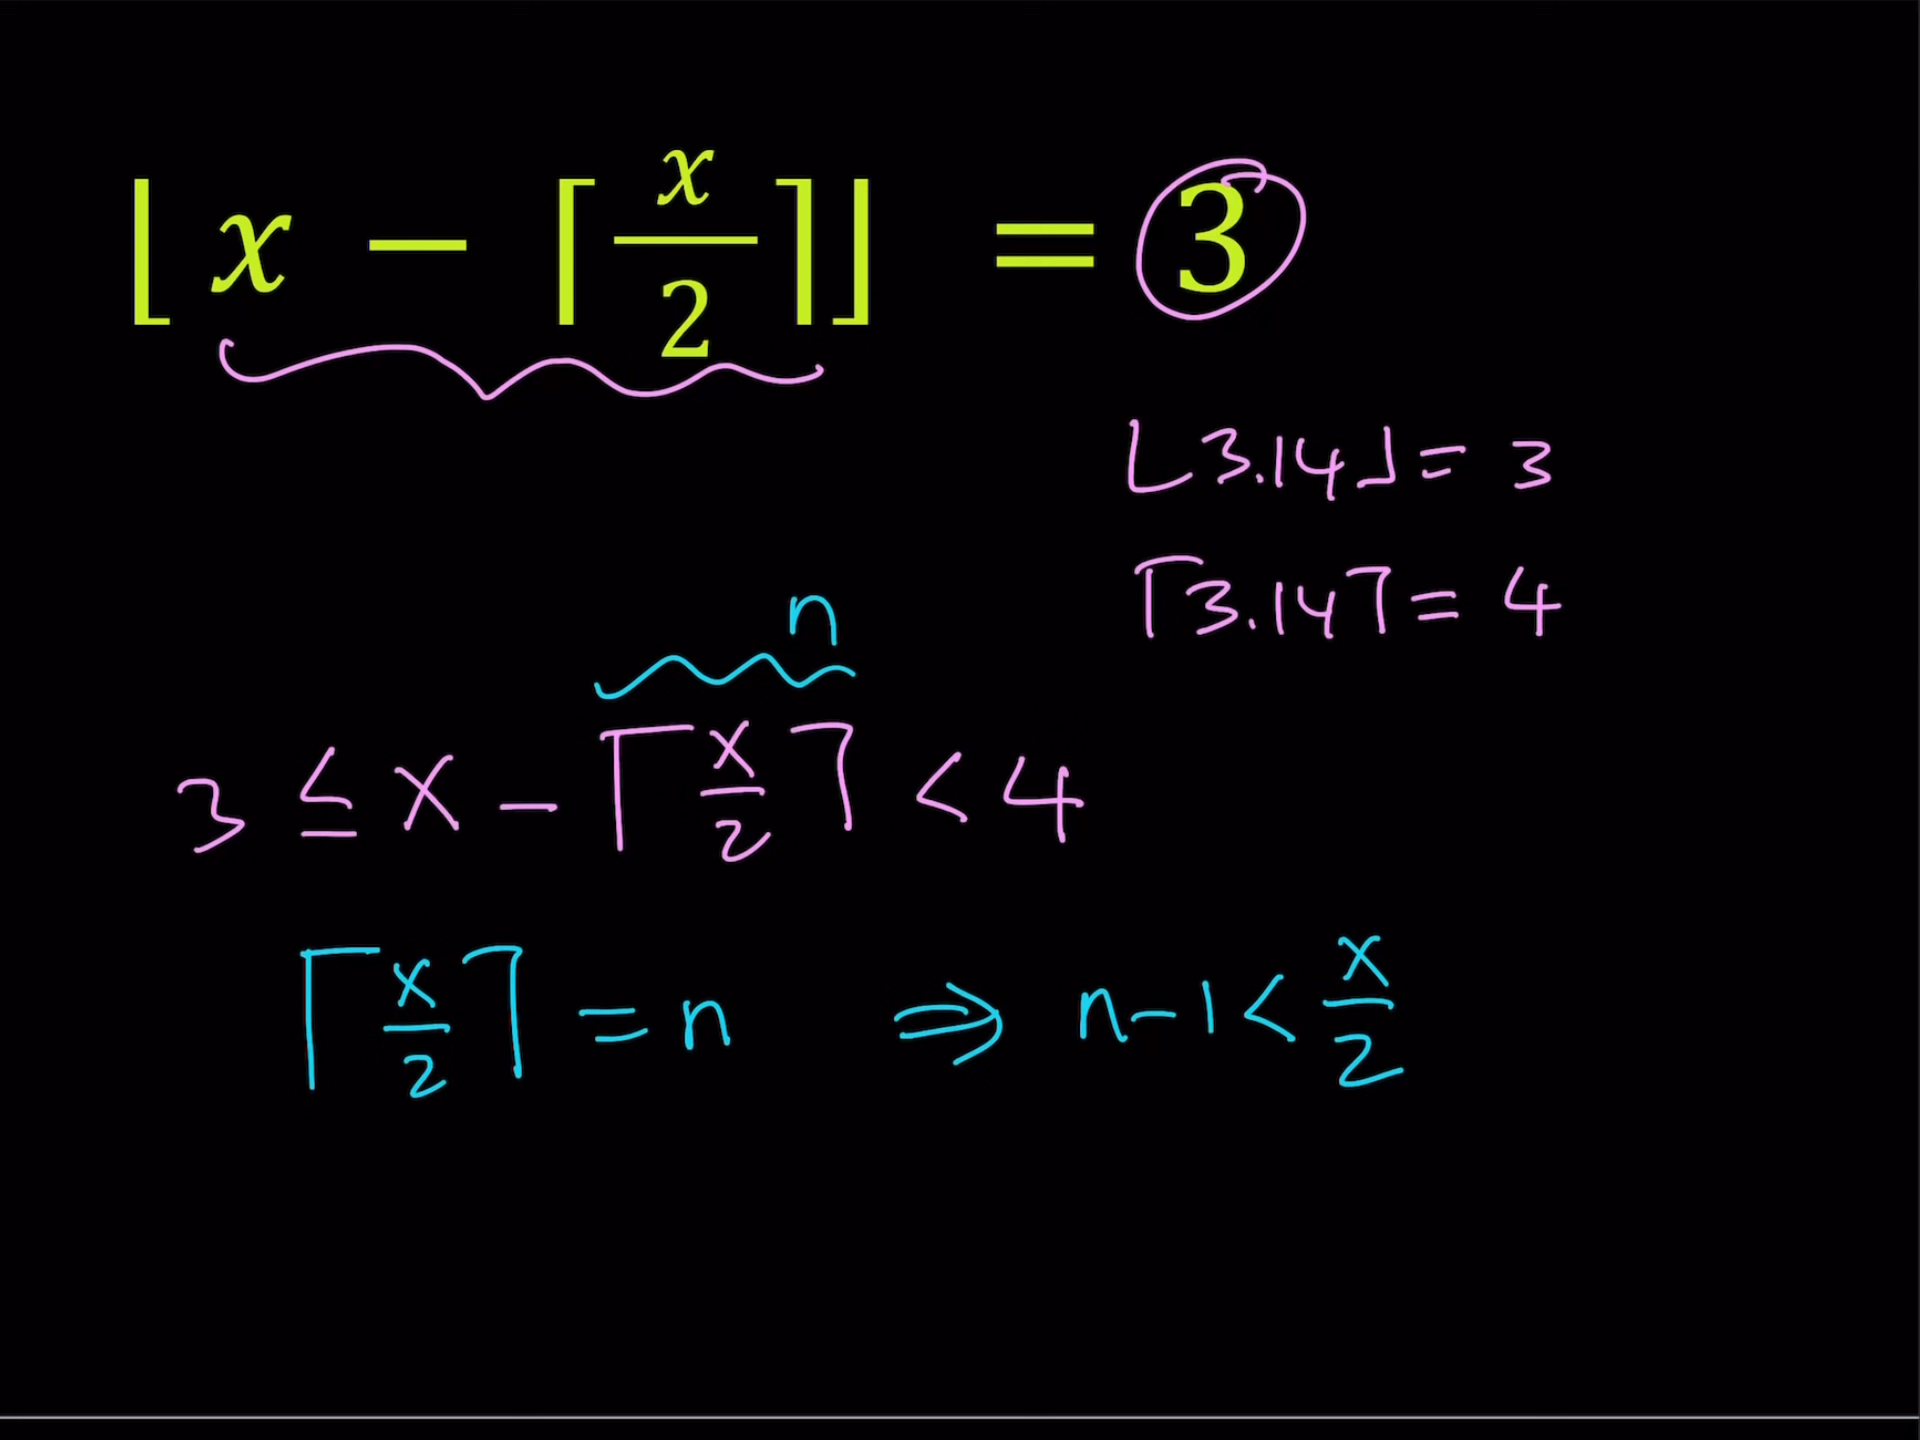 ⌊x − ⌈x/2⌉⌋ = 3
⌊3.14⌋ = 3
⌈3.14⌉ = 4
n
3 ≤ x − ⌈x/2⌉ < 4
⌈x/2⌉ = n ⇒ n − 1 < x/2